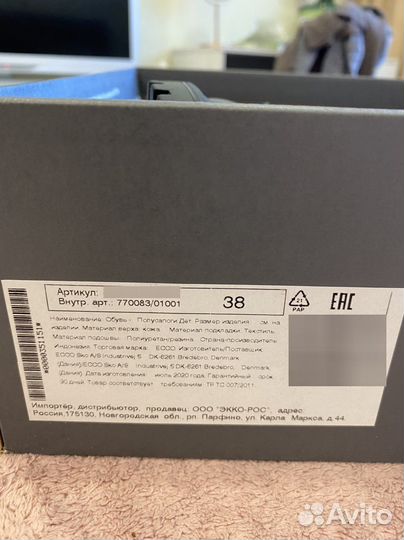 Артикул:
Внутр. арт.: 770083/01001
38
21
PAP
EAC
*0000351151*
Наименование: Обувь - Полусапоги Дет. Размер изделия см на
изделии. Материал верха: кожа. Материал подкладки: Текстиль.
Материал подошвы: Полиуретан/резина. Страна-производитель:
Индонезия. Торговая марка: ECCO. Изготовитель/Поставщик:
ECCO Sko A/S Industrivej 5 DK-6261 Bredebro, Denmark
(Дания)/ECCO Sko A/S Industrivej 5 DK-6261 Bredebro, Denmark
(Дания) Дата изготовления: июль 2020 года. Гарантийный срок:
90 дней. Товар соответствует требованиям ТР ТС 007/2011.
Импортёр, дистрибьютор, продавец: ООО "ЭККО-РОС", адрес:
Россия,175130, Новгородская обл., рп. Парфино, ул. Карла Маркса, д.44.
Avito